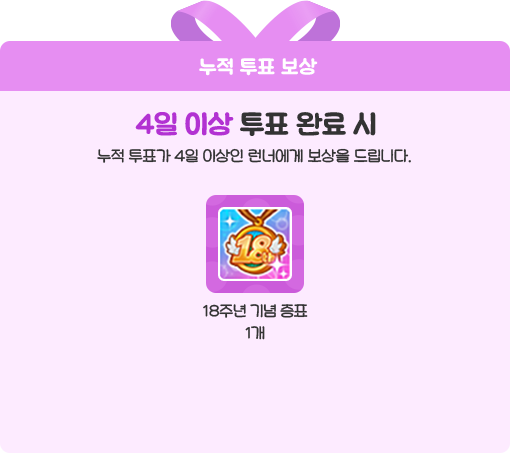 누적 투표 보상
4일 이상 투표 완료 시
누적 투표가 4일 이상인 런너에게 보상을 드립니다.
18
18주년 기념 증표
1개